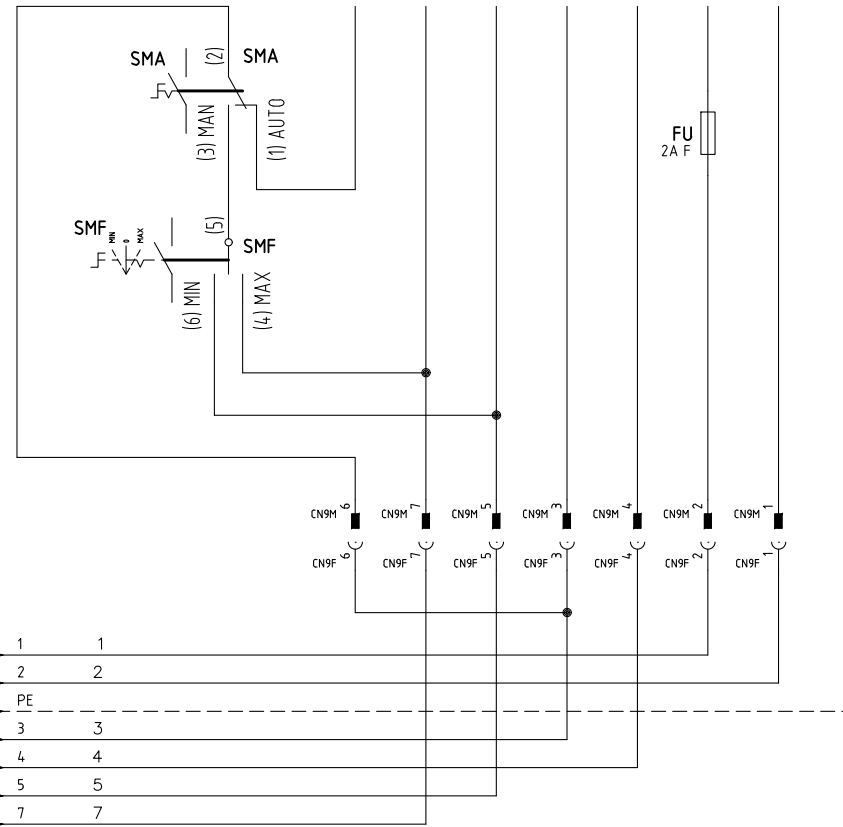 SMA
(2)
SMA
(3) MAN
(1) AUTO
FU
2A F
SMF
MIN
0
MAX
(5)
SMF
(6) MIN
(4) MAX
CN9M 6
CN9M 7
CN9M 5
CN9M 3
CN9M 4
CN9M 2
CN9M 1
CN9F 6
CN9F 7
CN9F 5
CN9F 3
CN9F 4
CN9F 2
CN9F 1
1 1
2 2
PE
3 3
4 4
5 5
7 7